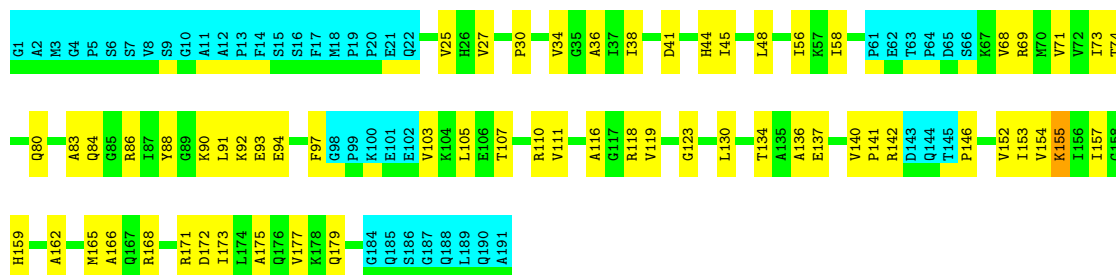 G1 A2 M3 G4 P5 S6 S7 V8 S9 G10 A11 A12 P13 F14 S15 S16 F17 M18 P19 P20 E21 Q22 V25 H26 V27 P30 V34 G35 A36 I37 I38 D41 H44 I45 L48 I56 K57 I58 P61 E62 T63 P64 D65 S66 K67 V68 R69 M70 V71 V72 I73 T74
Q80 A83 Q84 G85 R86 I87 Y88 G89 K90 L91 K92 E93 E94 F97 G98 P99 K100 E101 E102 V103 K104 L105 E106 T107 R110 V111 A116 G117 R118 V119 G123 L130 T134 A135 A136 E137 V140 P141 R142 D143 Q144 T145 P146 V152 I153 V154 K155 I156 I157 G158
H159 A162 M165 A166 Q167 R168 R171 D172 I173 L174 A175 Q176 V177 K178 Q179 G184 Q185 S186 G187 Q188 L189 Q190 A191